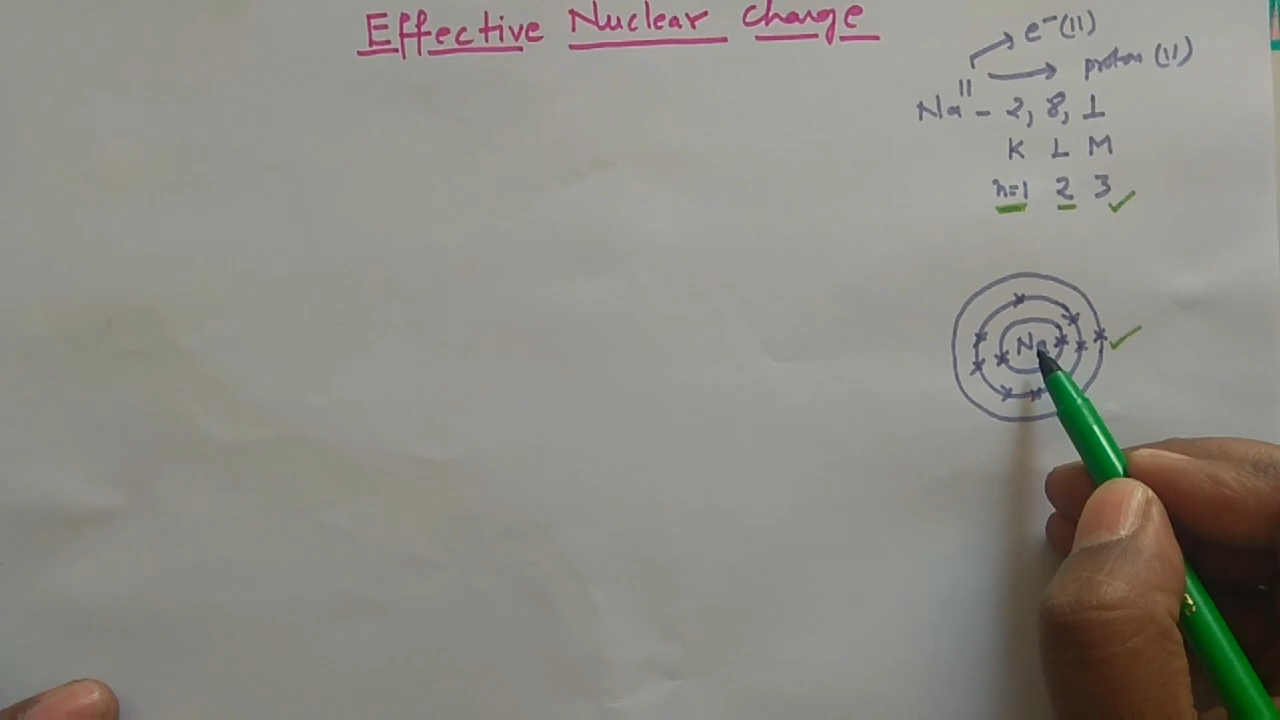 Effective Nuclear Charge
e⁻ (11)
proton (11)
Na¹¹ - 2, 8, 1
K L M
n=1 2 3
Na